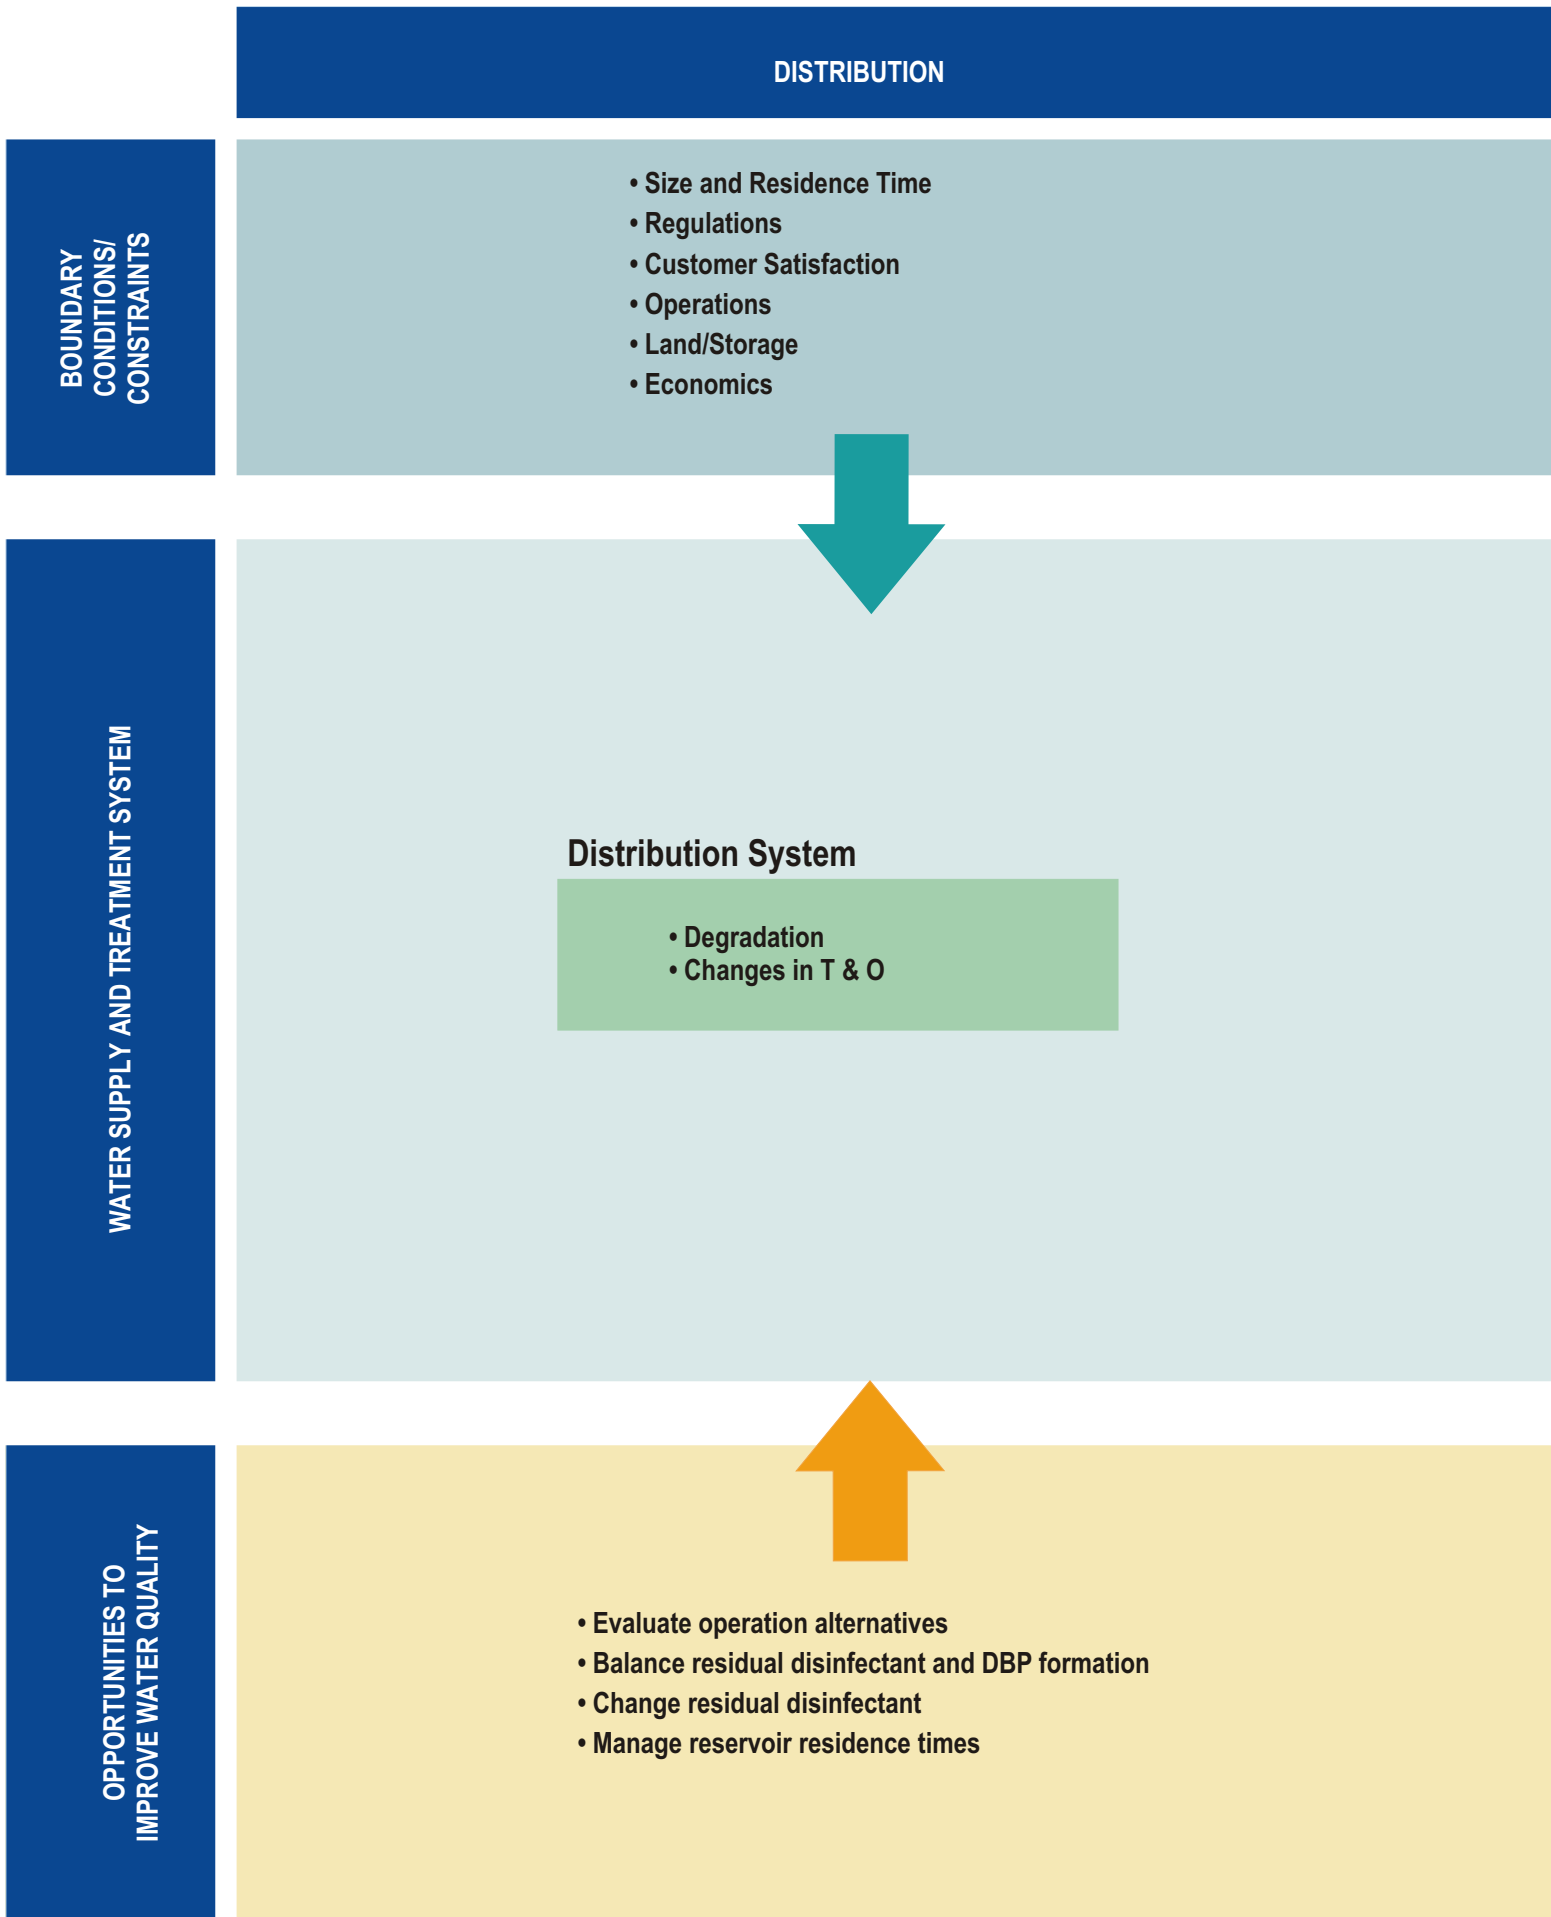 DISTRIBUTION
BOUNDARY
CONDITIONS/
CONSTRAINTS
• Size and Residence Time
• Regulations
• Customer Satisfaction
• Operations
• Land/Storage
• Economics
WATER SUPPLY AND TREATMENT SYSTEM
Distribution System
• Degradation
• Changes in T & O
OPPORTUNITIES TO
IMPROVE WATER QUALITY
• Evaluate operation alternatives
• Balance residual disinfectant and DBP formation
• Change residual disinfectant
• Manage reservoir residence times